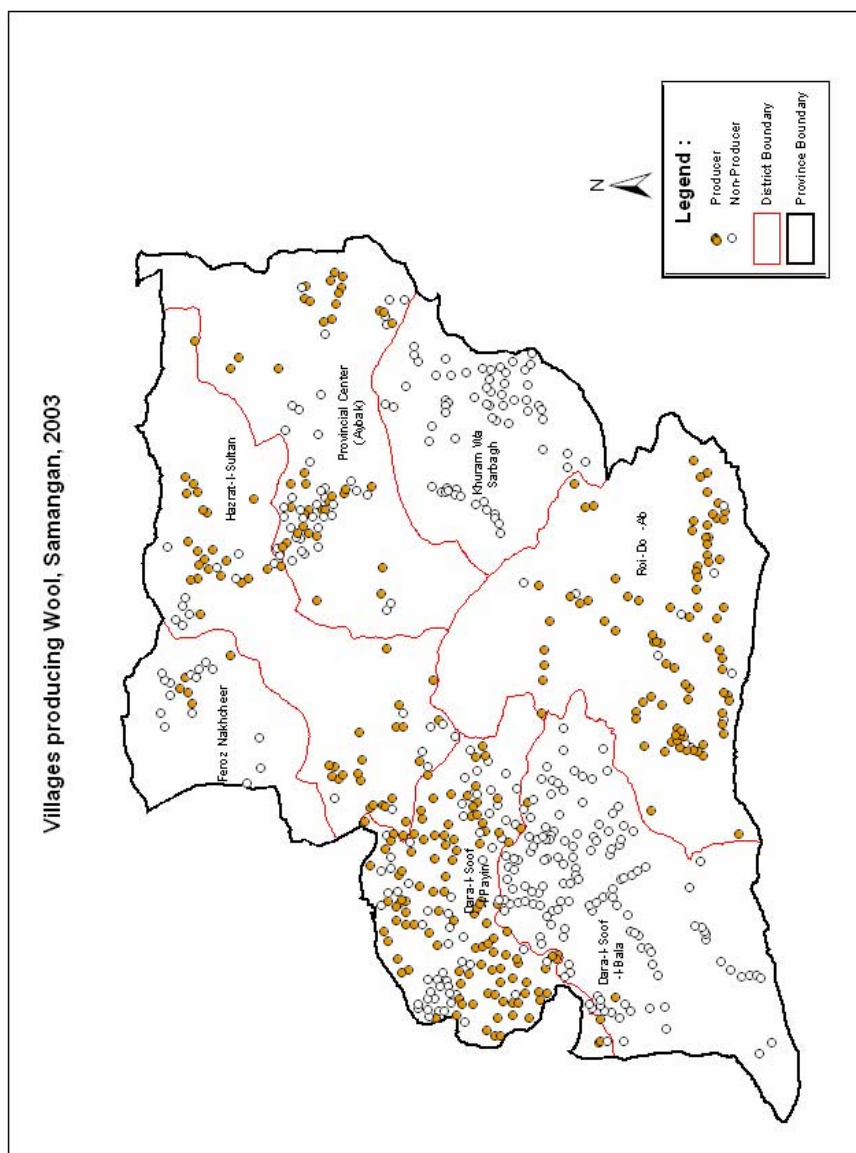 Villages producing Wool, Samangan, 2003
N
Legend :
Producer
Non-Producer
District Boundary
Province Boundary
Hazrat-I-Sultan
Feroz Nakhcheer
Provincial Center
(Aybak)
Khuram Wa
Sarbagh
Roi-Do -Ab
Dara-I-Soof
-I-Payin
Dara-I-Soof
-I-Bala